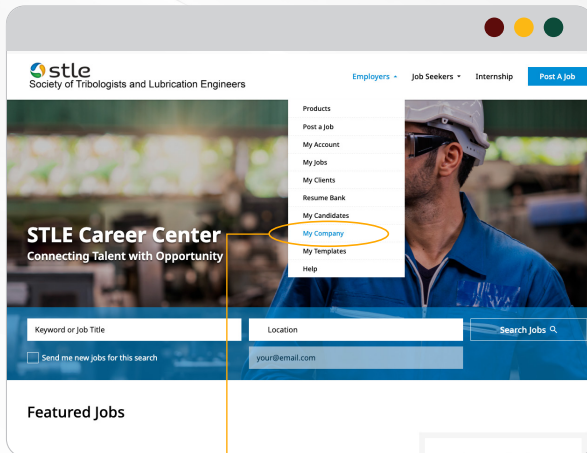 stle
Society of Tribologists and Lubrication Engineers
Employers Job Seekers Internship Post A Job
Products
Post a Job
My Account
My Jobs
My Clients
Resume Bank
My Candidates
My Company
My Templates
Help
STLE Career Center
Connecting Talent with Opportunity
Keyword or Job Title Location Search Jobs
Send me new jobs for this search your@email.com
Featured Jobs